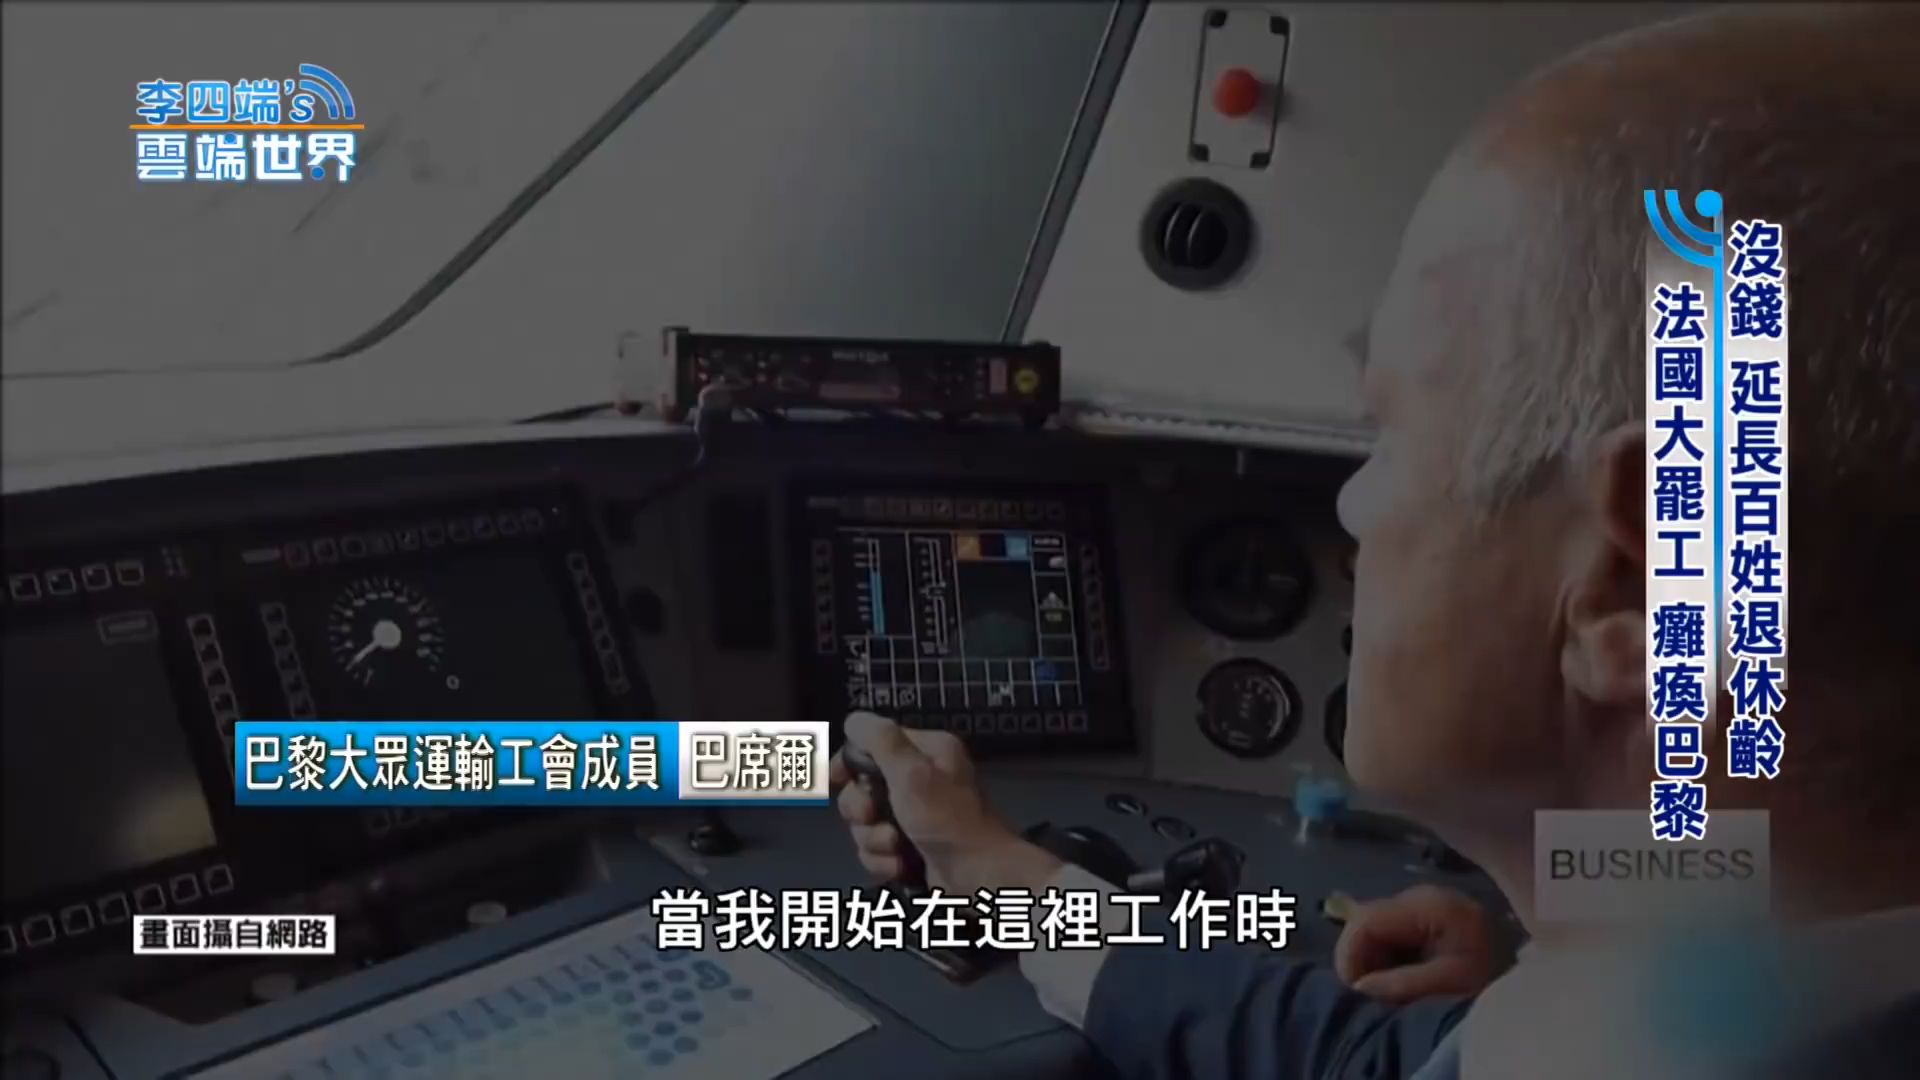 李四端's
雲端世界
沒錢 延長百姓退休齡
法國大罷工 癱瘓巴黎
巴黎大眾運輸工會成員 巴席爾
BUSINESS
當我開始在這裡工作時
畫面攝自網路